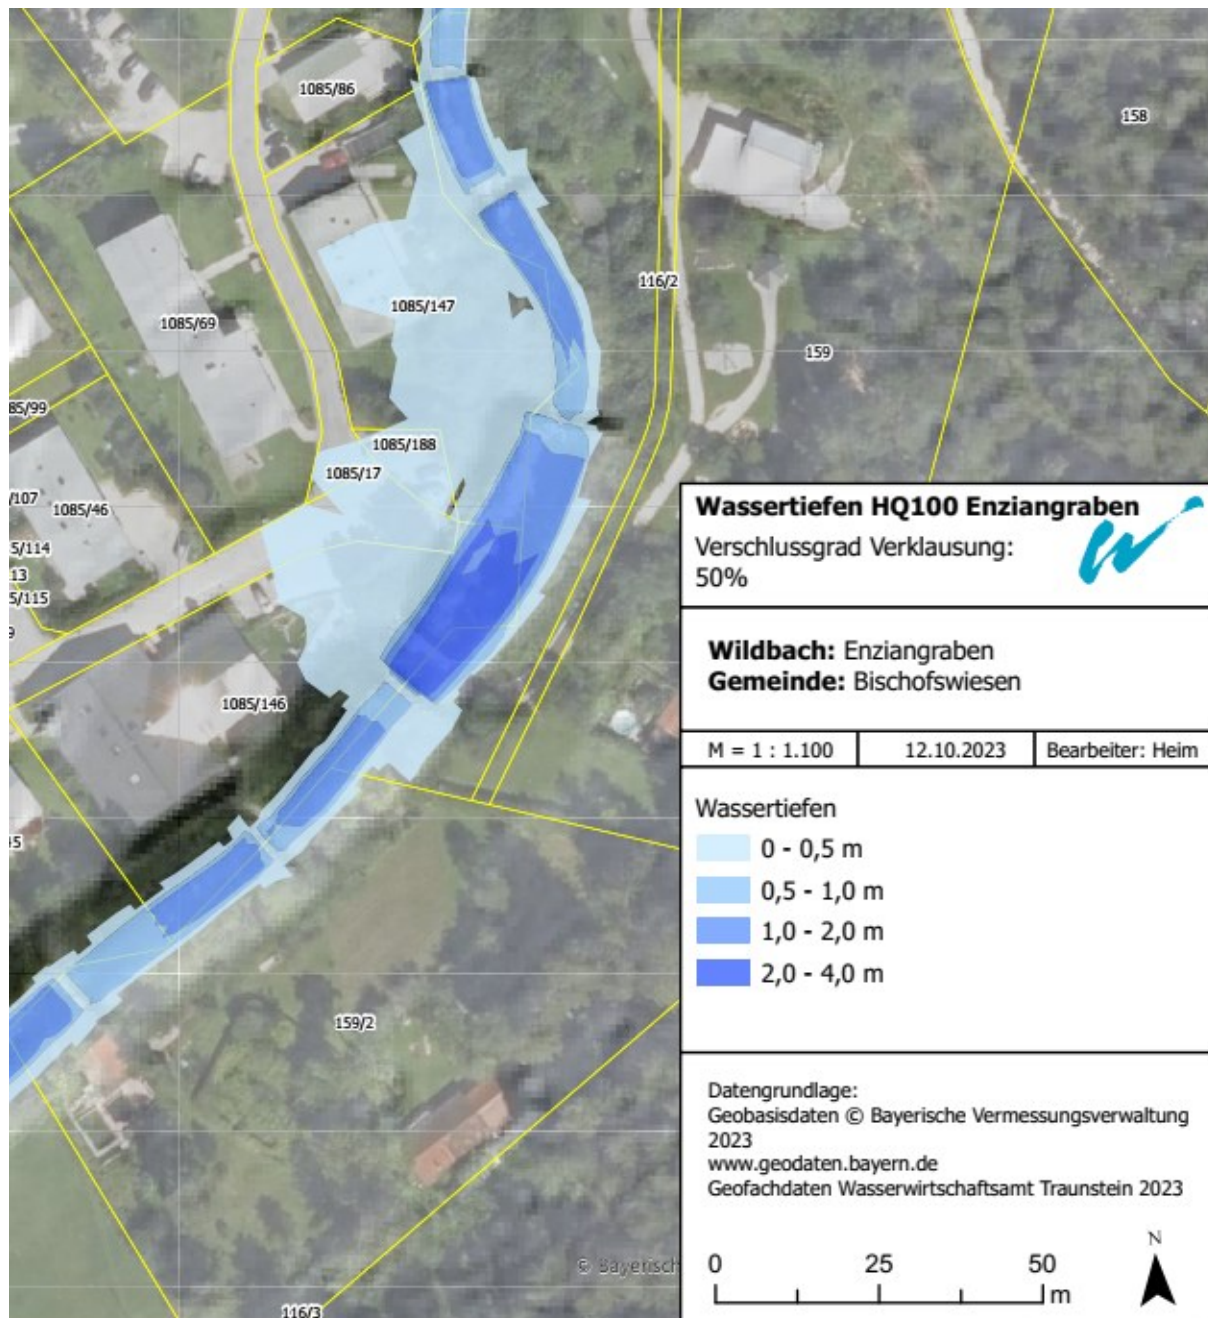 1085/86
158
116/2
1085/147
1085/69
159
85/99
1085/188
1085/17
/107
1085/46
5/114
13
5/115
9
1085/146
45
159/2
116/3
© Bayerisch
Wassertiefen HQ100 Enziangraben
Verschlussgrad Verklausung:
50%
Wildbach: Enziangraben
Gemeinde: Bischofswiesen
M = 1 : 1.100
12.10.2023
Bearbeiter: Heim
Wassertiefen
0 - 0,5 m
0,5 - 1,0 m
1,0 - 2,0 m
2,0 - 4,0 m
Datengrundlage:
Geobasisdaten © Bayerische Vermessungsverwaltung
2023
www.geodaten.bayern.de
Geofachdaten Wasserwirtschaftsamt Traunstein 2023
N
0 25 50
m